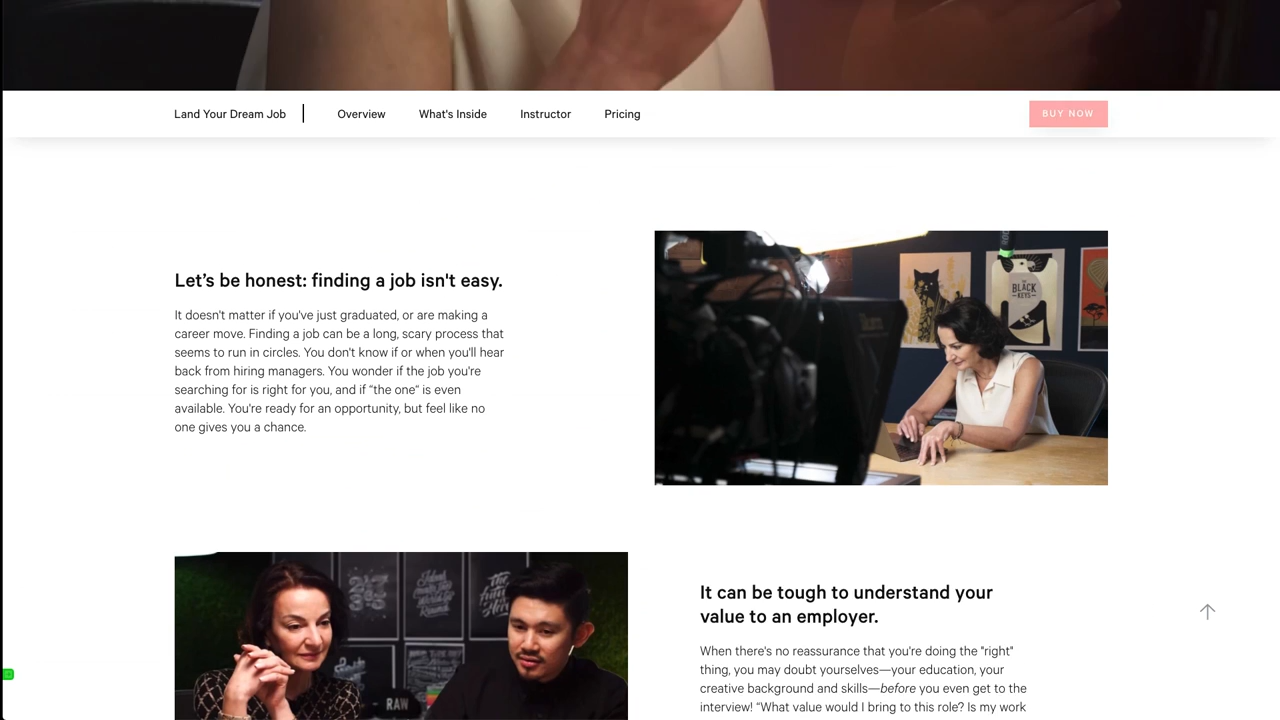 Land Your Dream Job
Overview
What's Inside
Instructor
Pricing
BUY NOW
Let’s be honest: finding a job isn't easy.
It doesn't matter if you've just graduated, or are making a
career move. Finding a job can be a long, scary process that
seems to run in circles. You don't know if or when you'll hear
back from hiring managers. You wonder if the job you're
searching for is right for you, and if “the one” is even
available. You're ready for an opportunity, but feel like no
one gives you a chance.
THE
BLACK
KEYS
RAW
It can be tough to understand your
value to an employer.
When there's no reassurance that you're doing the "right"
thing, you may doubt yourselves—your education, your
creative background and skills—before you even get to the
interview! “What value would I bring to this role? Is my work